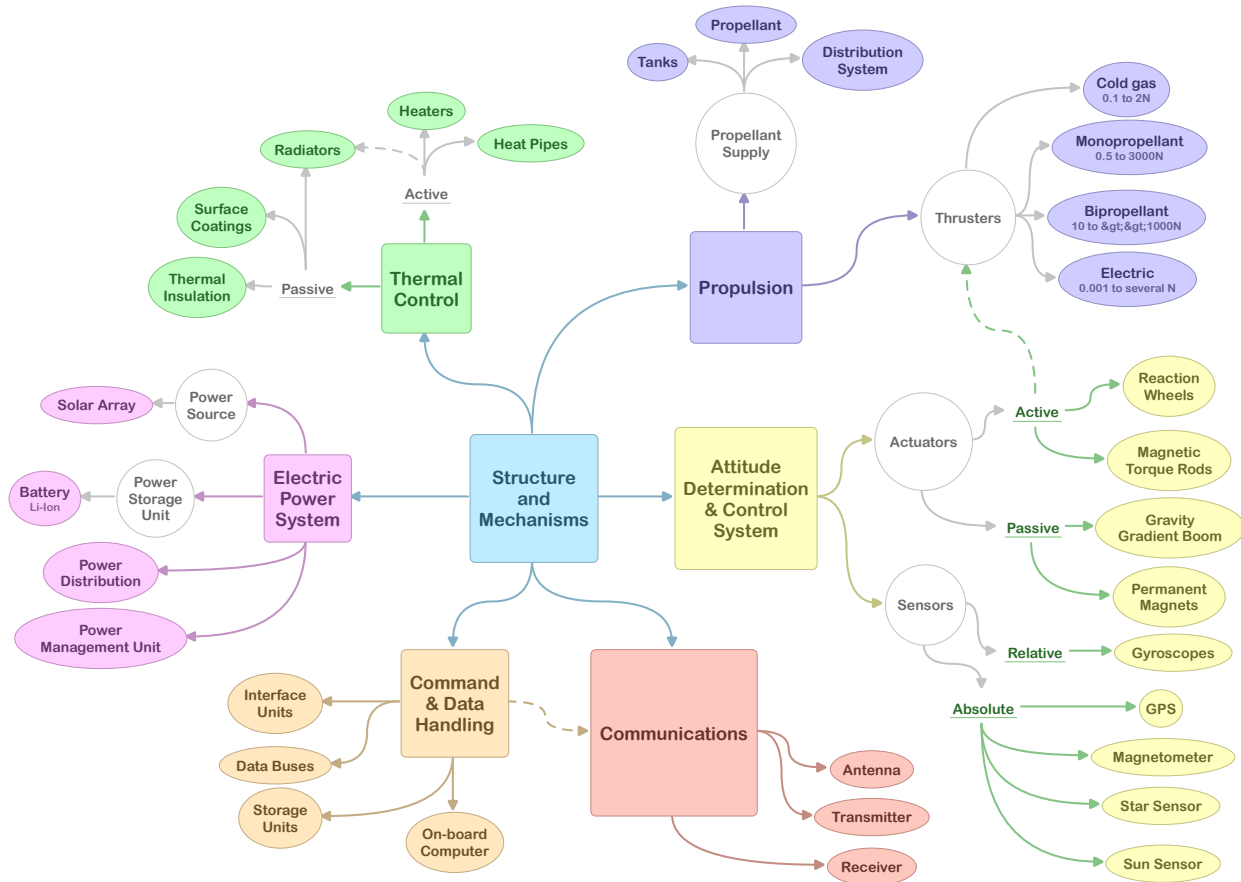 Propellant
Tanks
Distribution
System
Propellant
Supply
Cold gas
0.1 to 2N
Monopropellant
0.5 to 3000N
Thrusters
Bipropellant
10 to &gt;&gt;1000N
Electric
0.001 to several N
Propulsion
Heaters
Radiators
Heat Pipes
Active
Surface
Coatings
Thermal
Insulation
Passive
Thermal
Control
Solar Array
Power
Source
Battery
Li-Ion
Power
Storage
Unit
Electric
Power
System
Power
Distribution
Power
Management Unit
Structure
and
Mechanisms
Attitude
Determination
& Control
System
Actuators
Active
Reaction
Wheels
Magnetic
Torque Rods
Passive
Gravity
Gradient Boom
Permanent
Magnets
Sensors
Relative
Gyroscopes
Absolute
GPS
Magnetometer
Star Sensor
Sun Sensor
Command
& Data
Handling
Interface
Units
Data Buses
Storage
Units
On-board
Computer
Communications
Antenna
Transmitter
Receiver